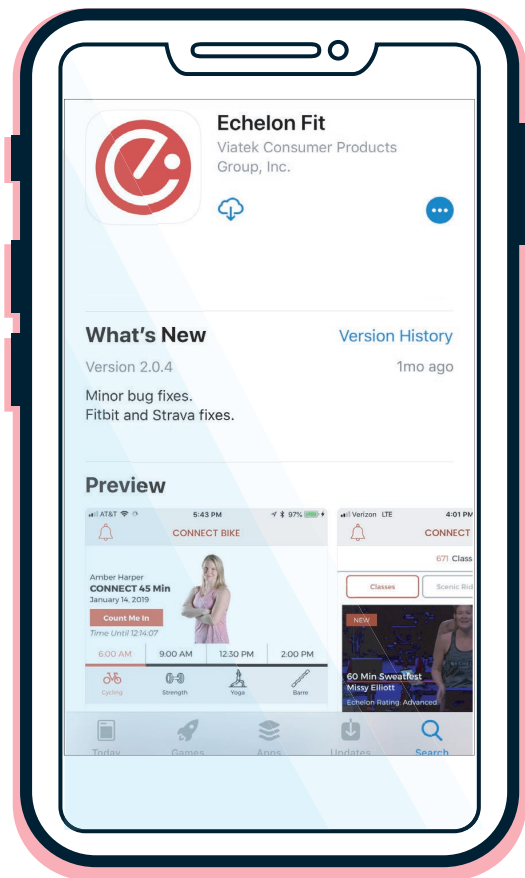 Echelon Fit
Viatek Consumer Products
Group, Inc.
What's New
Version History
Version 2.0.4
1mo ago
Minor bug fixes.
Fitbit and Strava fixes.
Preview
AT&T
5:43 PM
97%
CONNECT BIKE
Amber Harper
CONNECT 45 Min
January 14, 2019
Count Me In
Time Until 12:14:07
6:00 AM
9:00 AM
12:30 PM
2:00 PM
Cycling
Strength
Yoga
Barre
Verizon LTE
4:01 PM
CONNECT
671 Class
Classes
Scenic Rid
NEW
60 Min Sweatfest
Missy Elliott
Echelon Rating: Advanced
Today
Games
Apps
Updates
Search